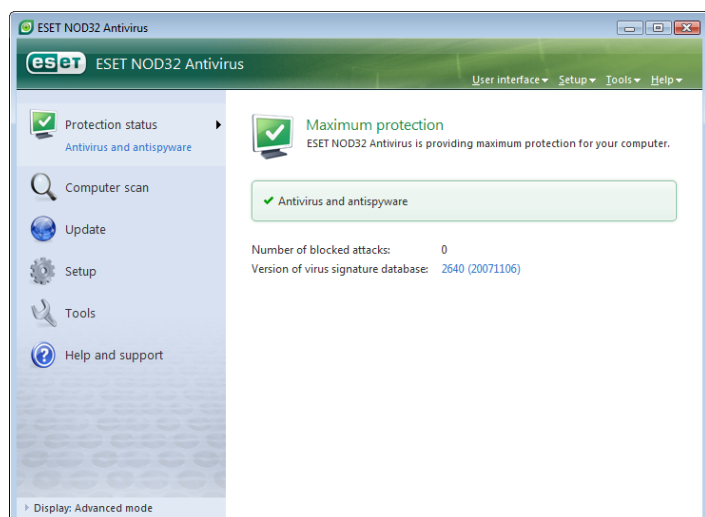 ESET NOD32 Antivirus
eset ESET NOD32 Antivirus
User interface Setup Tools Help
Protection status
Antivirus and antispyware
Computer scan
Update
Setup
Tools
Help and support
Display: Advanced mode
Maximum protection
ESET NOD32 Antivirus is providing maximum protection for your computer.
Antivirus and antispyware
Number of blocked attacks: 0
Version of virus signature database: 2640 (20071106)